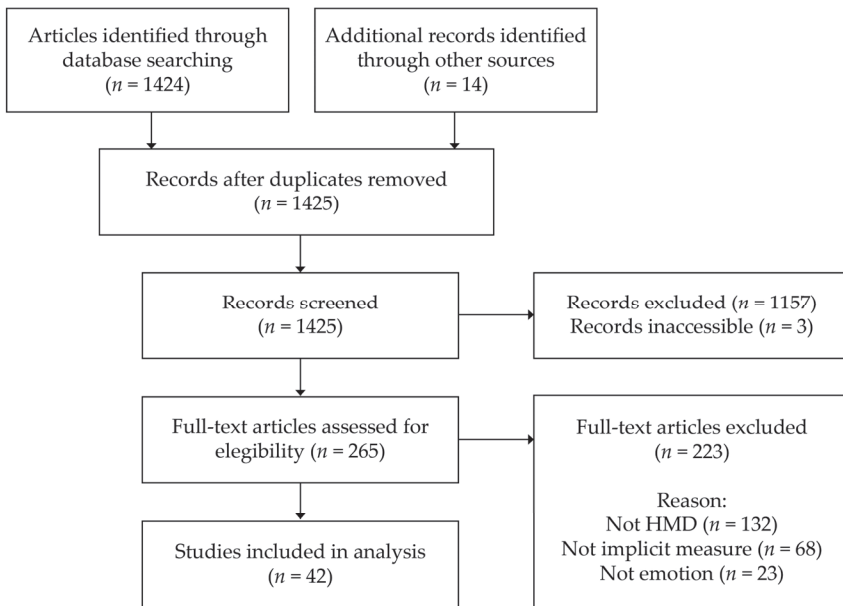 Articles identified through
database searching
(n = 1424)
Additional records identified
through other sources
(n = 14)
Records after duplicates removed
(n = 1425)
Records screened
(n = 1425)
Records excluded (n = 1157)
Records inaccessible (n = 3)
Full-text articles assessed for
elegibility (n = 265)
Full-text articles excluded
(n = 223)
Reason:
Not HMD (n = 132)
Not implicit measure (n = 68)
Not emotion (n = 23)
Studies included in analysis
(n = 42)